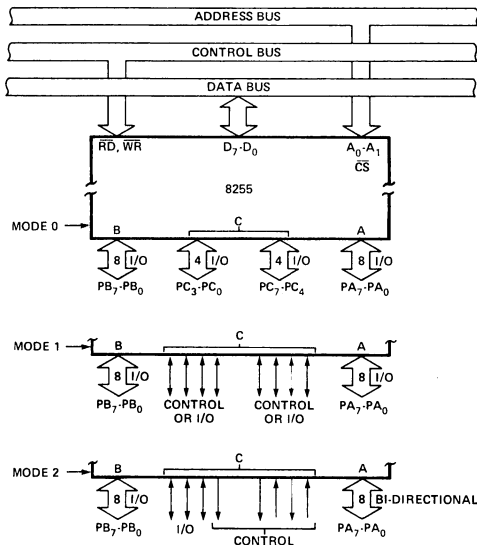 ADDRESS BUS
CONTROL BUS
DATA BUS
RD, WR D7-D0 A0-A1
CS
8255
MODE 0
B C A
8 I/O 4 I/O 4 I/O 8 I/O
PB7-PB0 PC3-PC0 PC7-PC4 PA7-PA0
MODE 1
B C A
8 I/O CONTROL OR I/O CONTROL OR I/O 8 I/O
PB7-PB0 PA7-PA0
MODE 2
B C A
8 I/O I/O CONTROL 8 BI-DIRECTIONAL
PB7-PB0 PA7-PA0